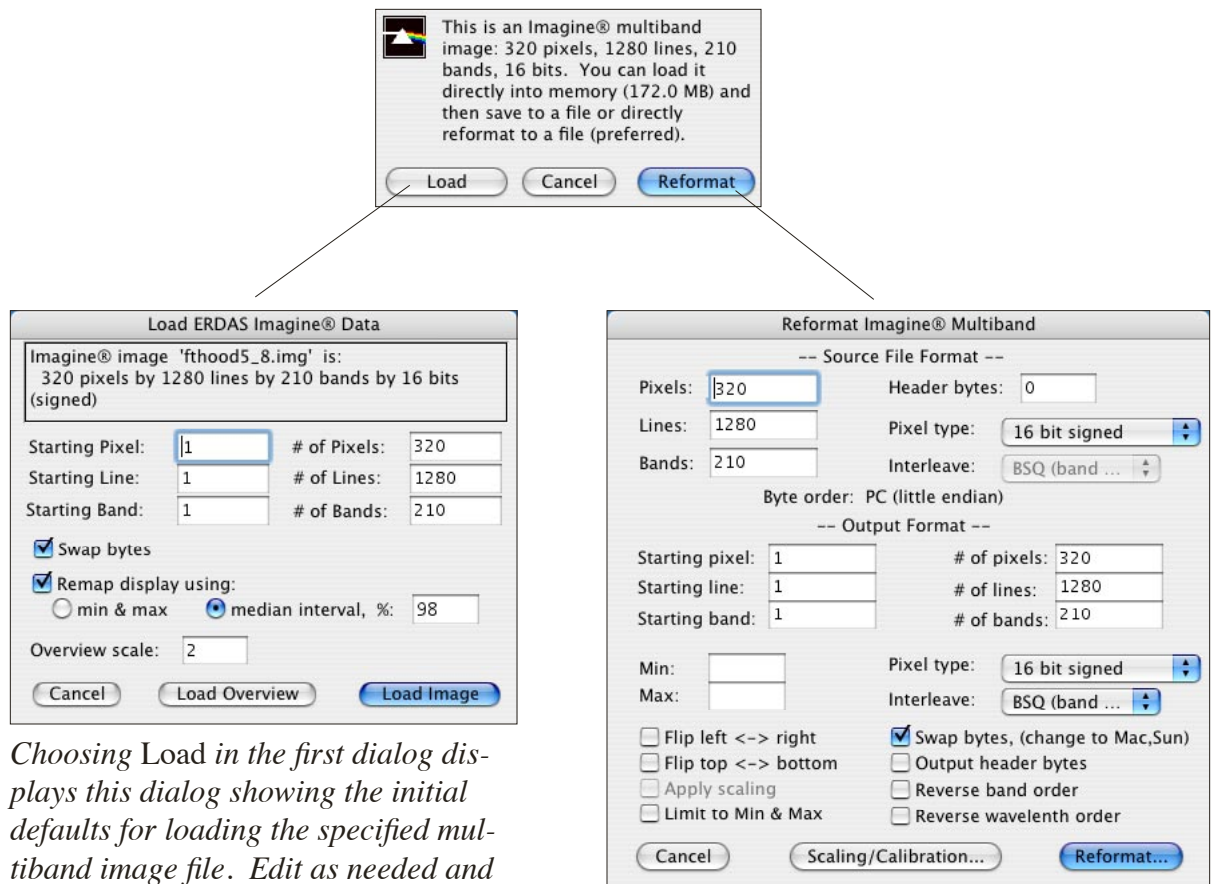 This is an Imagine® multiband
image: 320 pixels, 1280 lines, 210
bands, 16 bits.  You can load it
directly into memory (172.0 MB) and
then save to a file or directly
reformat to a file (preferred).
Load Cancel Reformat
Load ERDAS Imagine® Data
Imagine® image 'fthood5_8.img' is:
320 pixels by 1280 lines by 210 bands by 16 bits
(signed)
Starting Pixel: 1 # of Pixels: 320
Starting Line: 1 # of Lines: 1280
Starting Band: 1 # of Bands: 210
Swap bytes
Remap display using:
min & max median interval, %: 98
Overview scale: 2
Cancel Load Overview Load Image
Choosing Load in the first dialog dis-
plays this dialog showing the initial
defaults for loading the specified mul-
tiband image file. Edit as needed and
Reformat Imagine® Multiband
-- Source File Format --
Pixels: 320 Header bytes: 0
Lines: 1280 Pixel type: 16 bit signed
Bands: 210 Interleave: BSQ (band ...
Byte order: PC (little endian)
-- Output Format --
Starting pixel: 1 # of pixels: 320
Starting line: 1 # of lines: 1280
Starting band: 1 # of bands: 210
Min: Pixel type: 16 bit signed
Max: Interleave: BSQ (band ...
Flip left <-> right Swap bytes, (change to Mac,Sun)
Flip top <-> bottom Output header bytes
Apply scaling Reverse band order
Limit to Min & Max Reverse wavelenth order
Cancel Scaling/Calibration... Reformat...